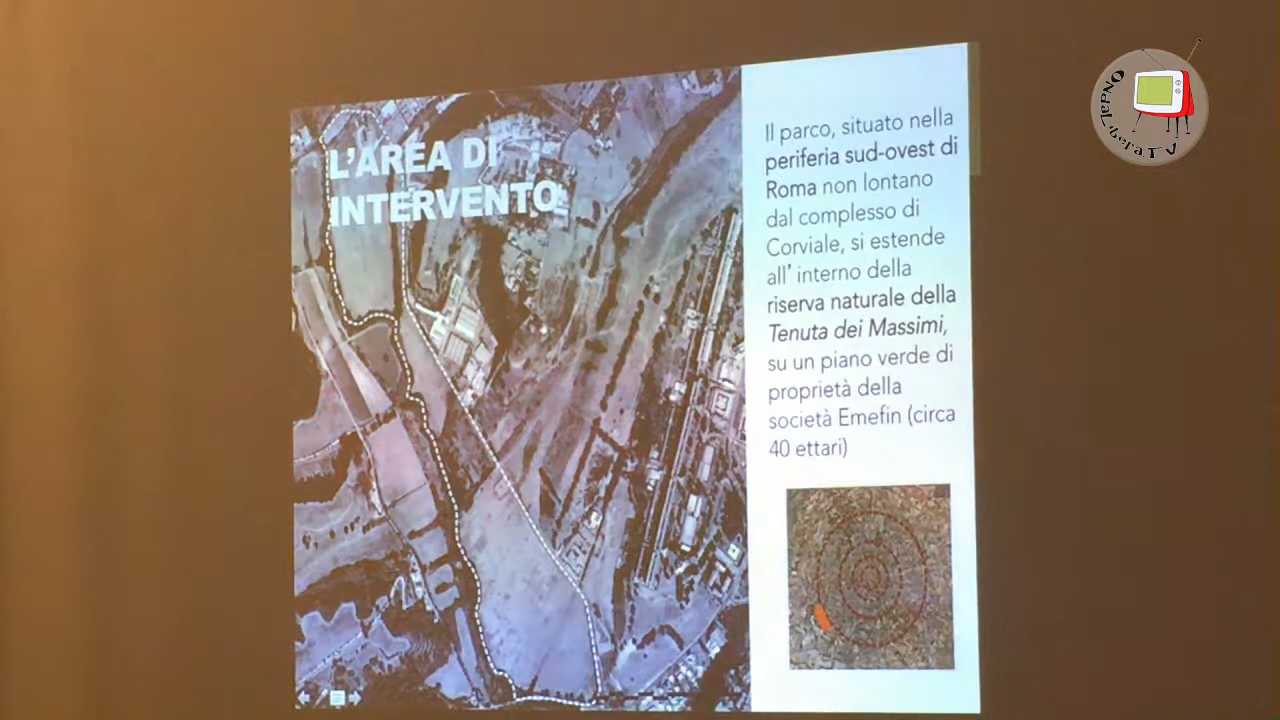 L'AREA DI
INTERVENTO
Il parco, situato nella
periferia sud-ovest di
Roma non lontano
dal complesso di
Corviale, si estende
all' interno della
riserva naturale della
Tenuta dei Massimi,
su un piano verde di
proprietà della
società Emefin (circa
40 ettari)
OndaLiberaTV